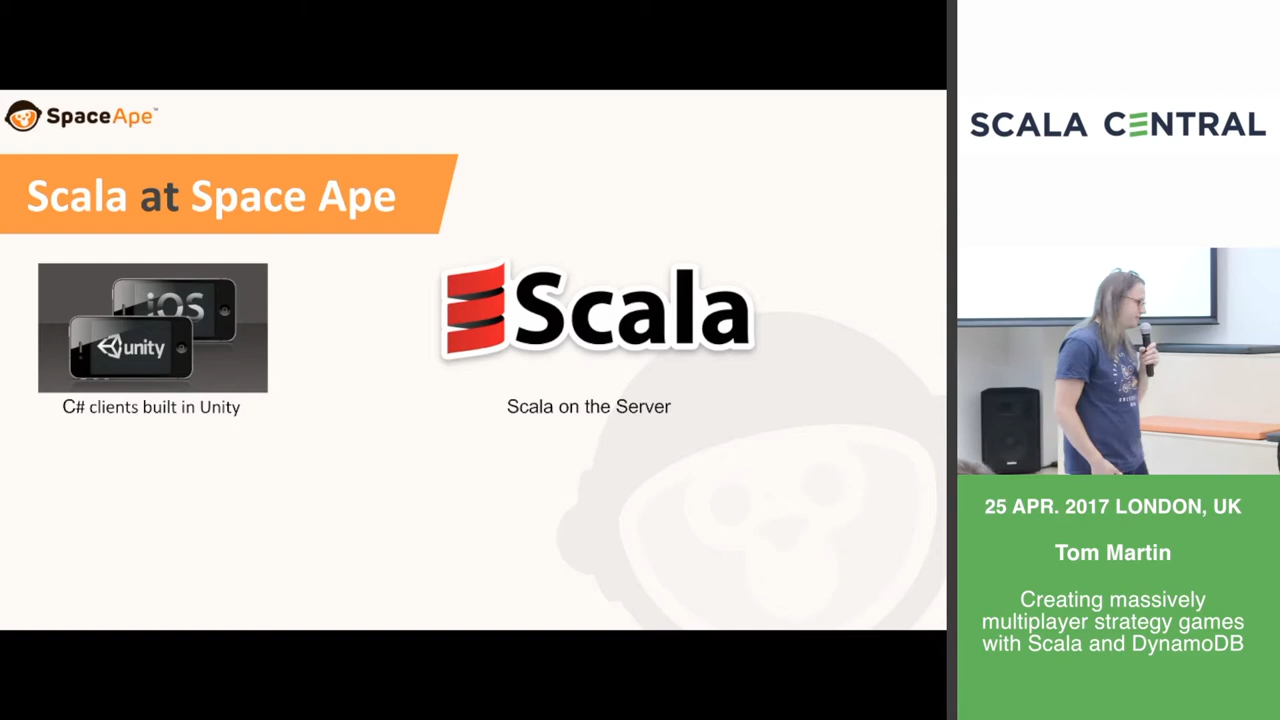 SpaceApe™
Scala at Space Ape
iOS
unity
C# clients built in Unity
Scala
Scala on the Server
SCALA CENTRAL
25 APR. 2017 LONDON, UK
Tom Martin
Creating massively
multiplayer strategy games
with Scala and DynamoDB